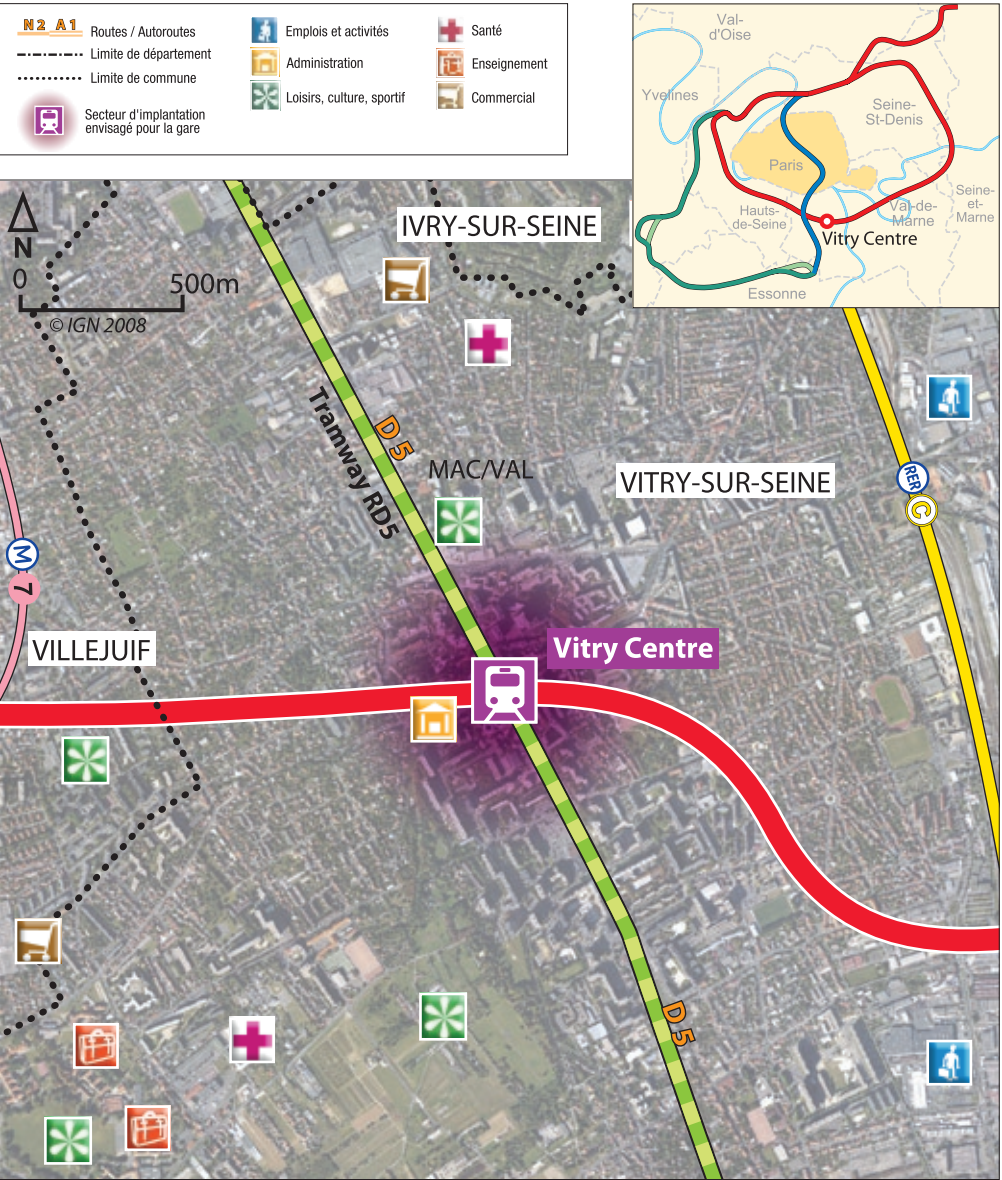 N2 A1 Routes / Autoroutes
Limite de département
Limite de commune
Secteur d'implantation
envisagé pour la gare
Emplois et activités
Administration
Loisirs, culture, sportif
Santé
Enseignement
Commercial
Val-
d'Oise
Yvelines
Seine-
St-Denis
Paris
Hauts-
de-Seine
Val-de-
Marne
Seine-
et-
Marne
Vitry Centre
Essonne
N
0 500m
© IGN 2008
IVRY-SUR-SEINE
Tramway RD5
D5
MAC/VAL
VITRY-SUR-SEINE
RER
C
M
7
VILLEJUIF
Vitry Centre
D5